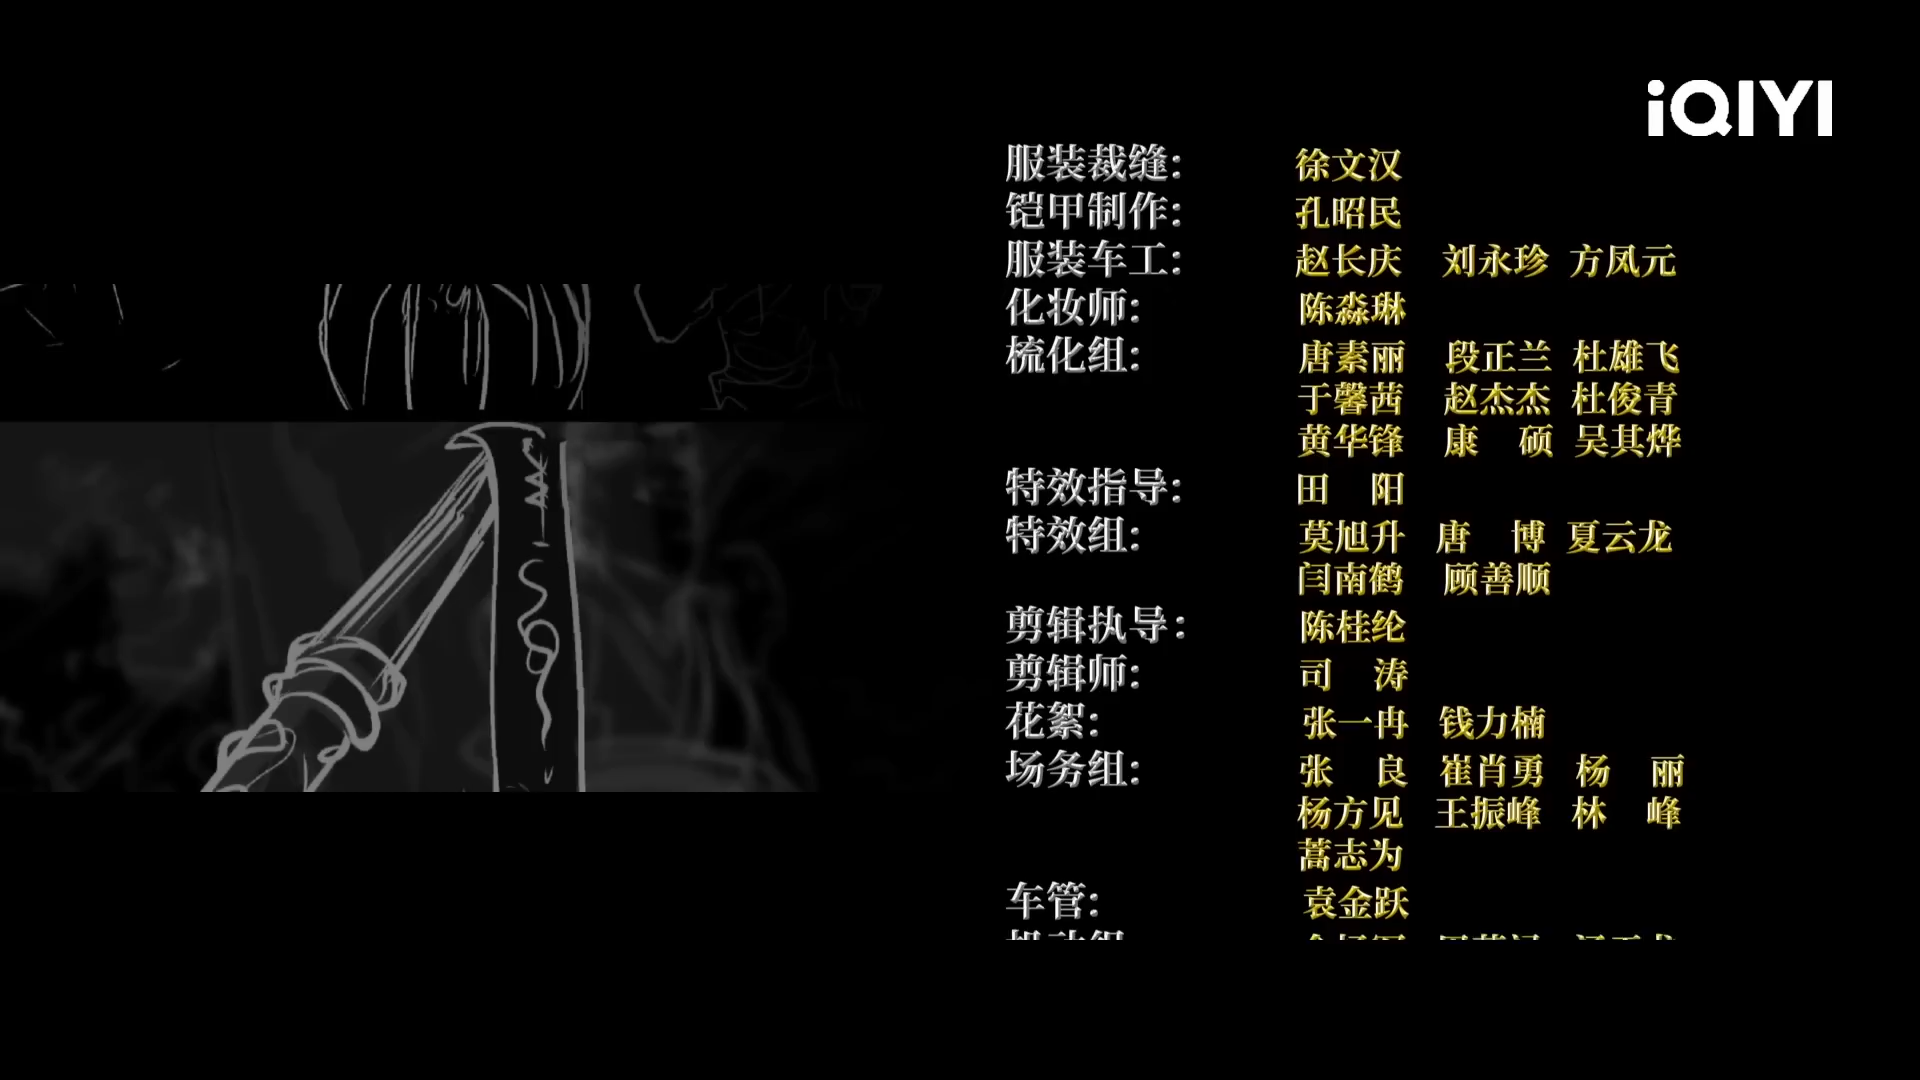 iQIYI
服装裁缝: 徐文汉
铠甲制作: 孔昭民
服装车工: 赵长庆 刘永珍 方凤元
化妆师: 陈淼琳
梳化组: 唐素丽 段正兰 杜雄飞
于馨茜 赵杰杰 杜俊青
黄华锋 康 硕 吴其烨
特效指导: 田 阳
特效组: 莫旭升 唐 博 夏云龙
闫南鹤 顾善顺
剪辑执导: 陈桂纶
剪辑师: 司 涛
花絮: 张一冉 钱力楠
场务组: 张 良 崔肖勇 杨 丽
杨方见 王振峰 林 峰
蒿志为
车管: 袁金跃